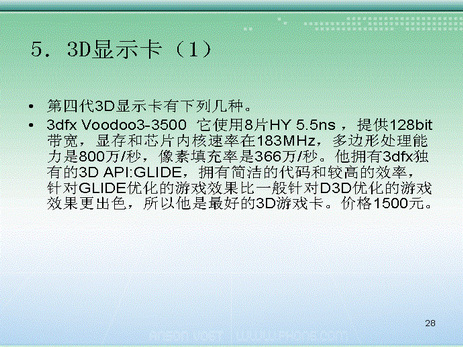 5．3D显示卡（1）
• 第四代3D显示卡有下列几种。
• 3dfx Voodoo3-3500 它使用8片HY 5.5ns ，提供128bit
带宽，显存和芯片内核速率在183MHz，多边形处理能
力是800万/秒，像素填充率是366万/秒。他拥有3dfx独
有的3D API:GLIDE，拥有简洁的代码和较高的效率，
针对GLIDE优化的游戏效果比一般针对D3D优化的游戏
效果更出色，所以他是最好的3D游戏卡。价格1500元。
28